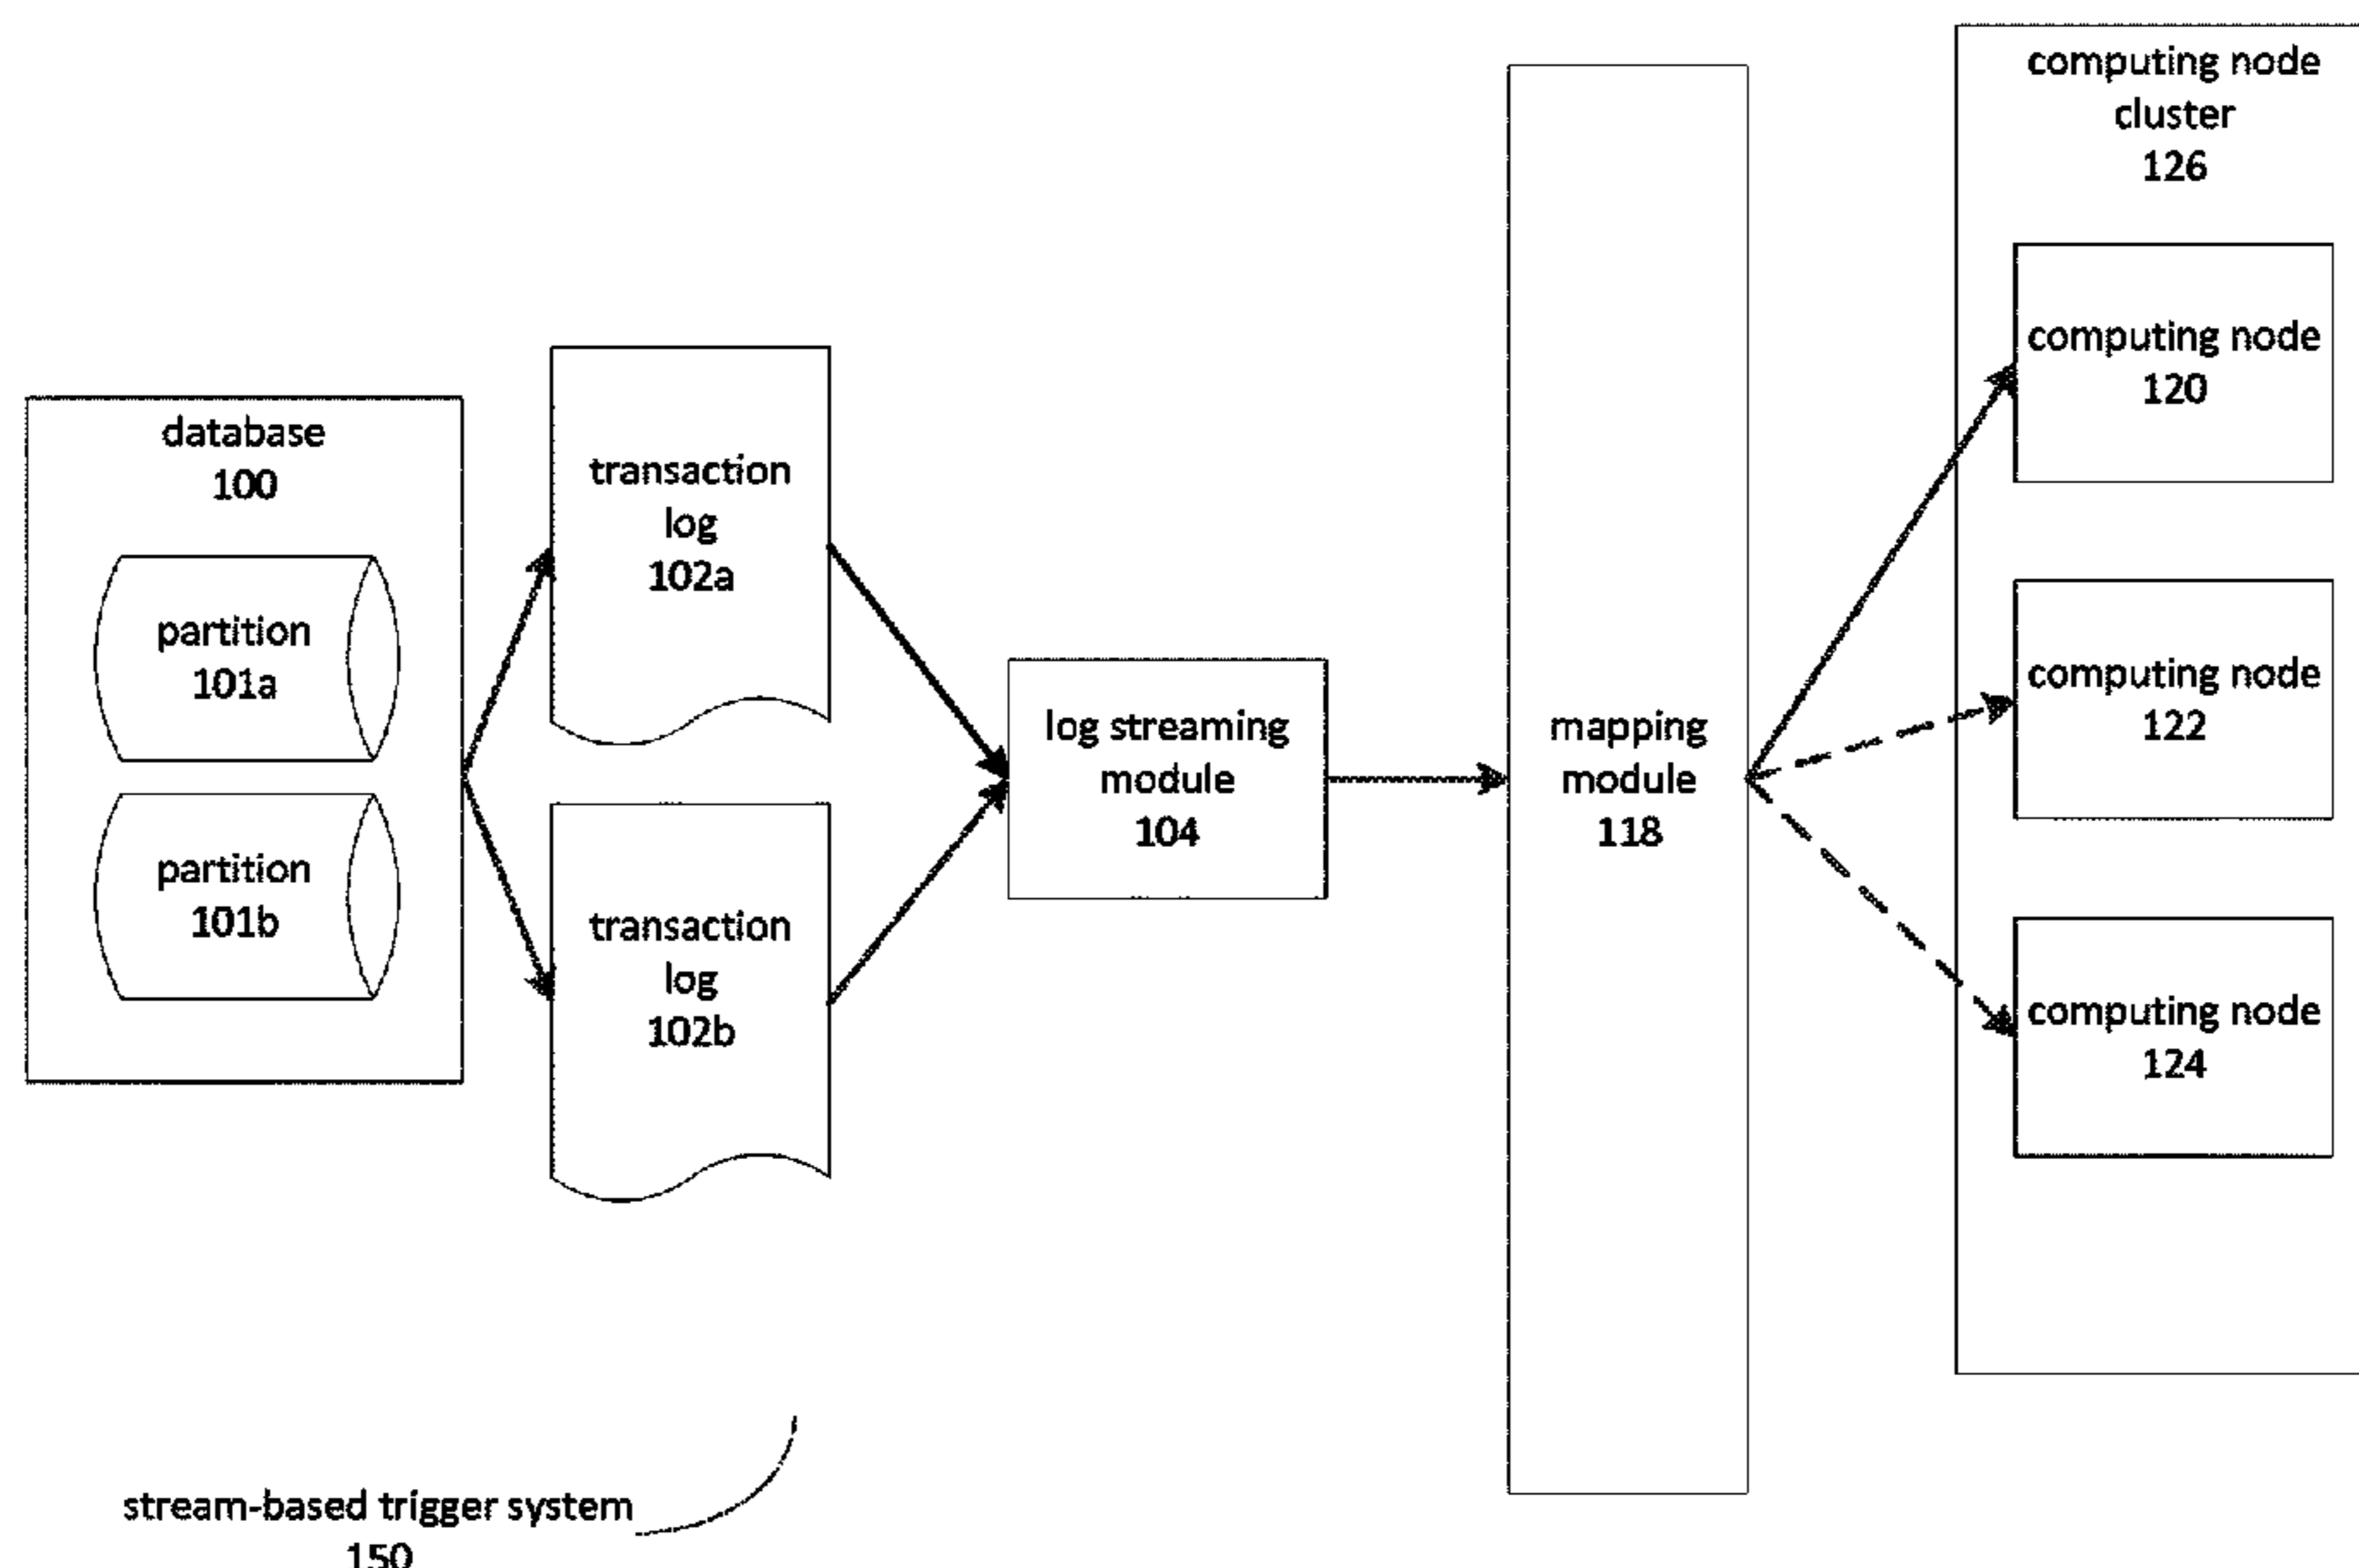 database
100
partition
101a
partition
101b
transaction
log
102a
transaction
log
102b
log streaming
module
104
mapping
module
118
computing node
cluster
126
computing node
120
computing node
122
computing node
124
stream-based trigger system
150